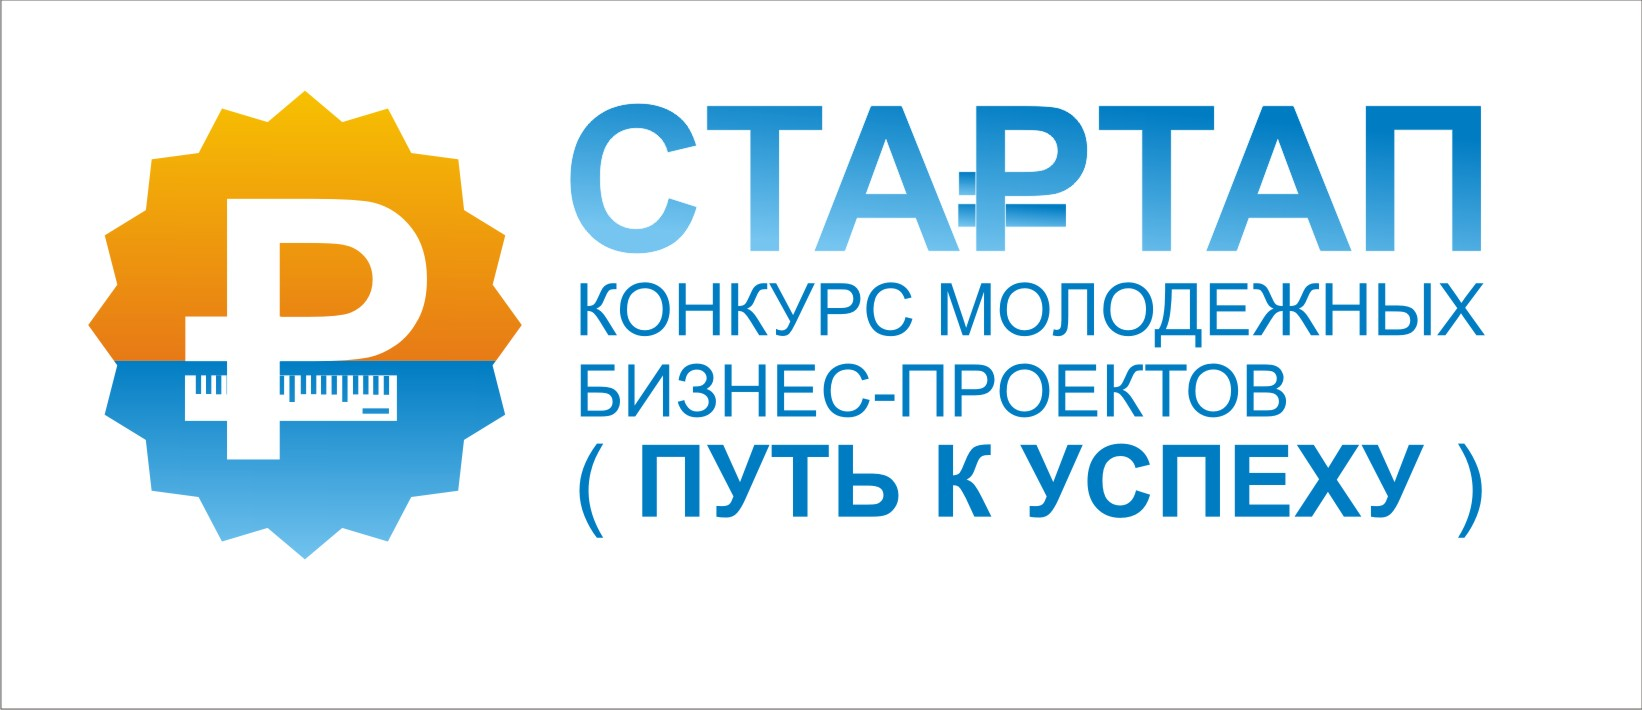 СТАРТАП
КОНКУРС МОЛОДЕЖНЫХ
БИЗНЕС-ПРОЕКТОВ
( ПУТЬ К УСПЕХУ )